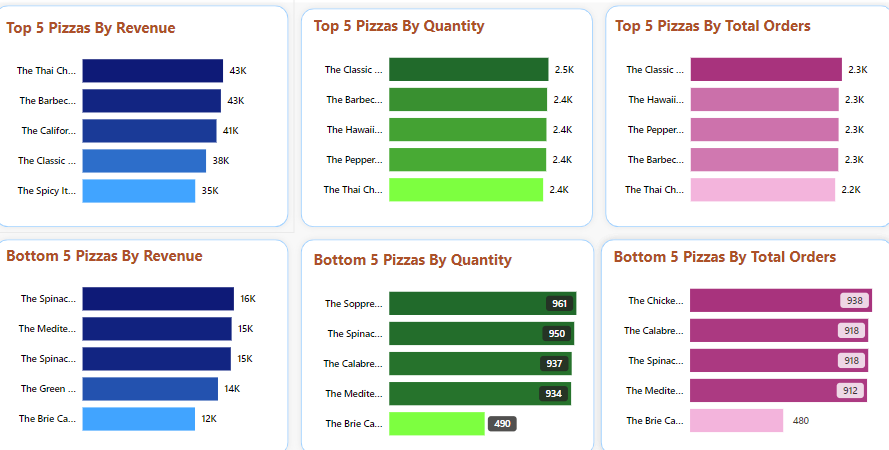 Top 5 Pizzas By Revenue
The Thai Ch... 43K
The Barbec... 43K
The Califor... 41K
The Classic ... 38K
The Spicy It... 35K
Top 5 Pizzas By Quantity
The Classic ... 2.5K
The Barbec... 2.4K
The Hawaii... 2.4K
The Pepper... 2.4K
The Thai Ch... 2.4K
Top 5 Pizzas By Total Orders
The Classic ... 2.3K
The Hawaii... 2.3K
The Pepper... 2.3K
The Barbec... 2.3K
The Thai Ch... 2.2K
Bottom 5 Pizzas By Revenue
The Spinac... 16K
The Medite... 15K
The Spinac... 15K
The Green ... 14K
The Brie Ca... 12K
Bottom 5 Pizzas By Quantity
The Soppre... 961
The Spinac... 950
The Calabre... 937
The Medite... 934
The Brie Ca... 490
Bottom 5 Pizzas By Total Orders
The Chicke... 938
The Calabre... 918
The Spinac... 918
The Medite... 912
The Brie Ca... 480